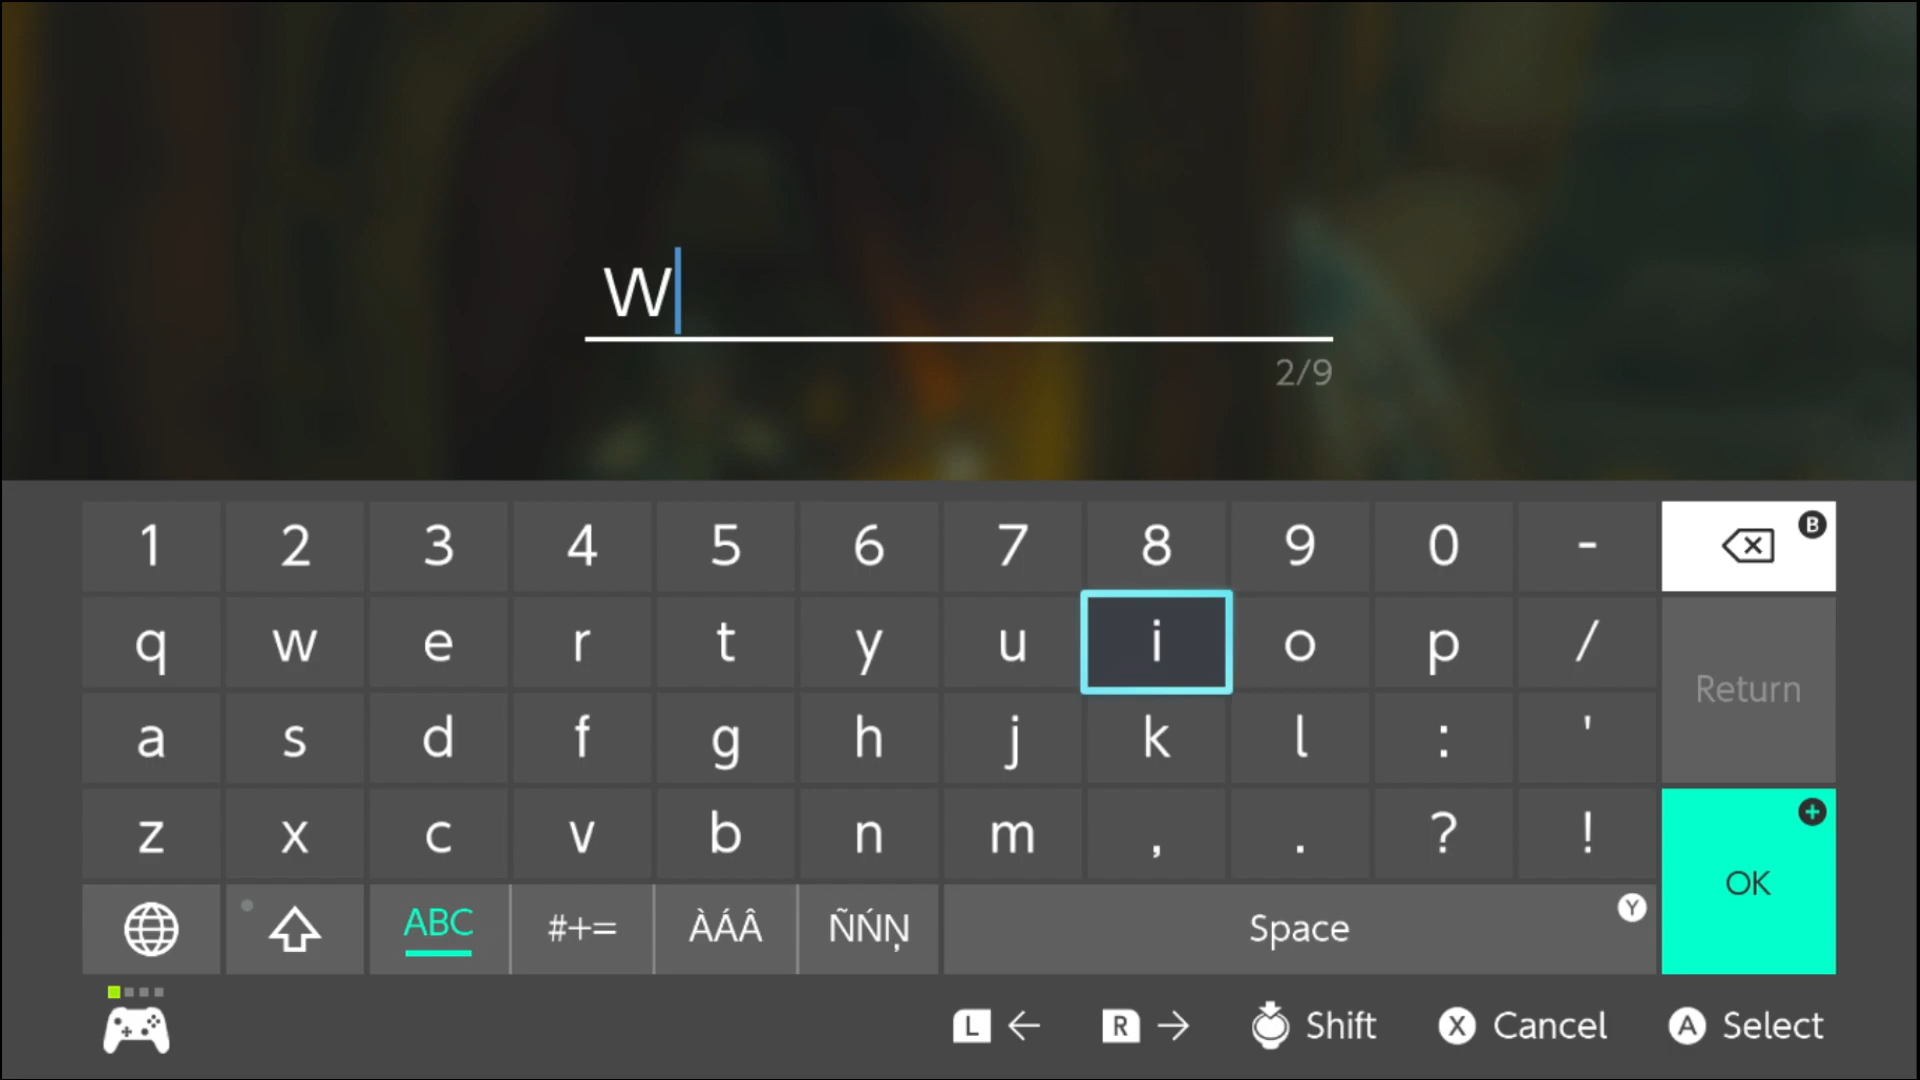 W
2/9
1 2 3 4 5 6 7 8 9 0 - B
q w e r t y u i o p /
Return
a s d f g h j k l : '
z x c v b n m , . ? ! +
OK
ABC #+= ÀÁÂ ÑŃŅ Space Y
L ← R → Shift X Cancel A Select